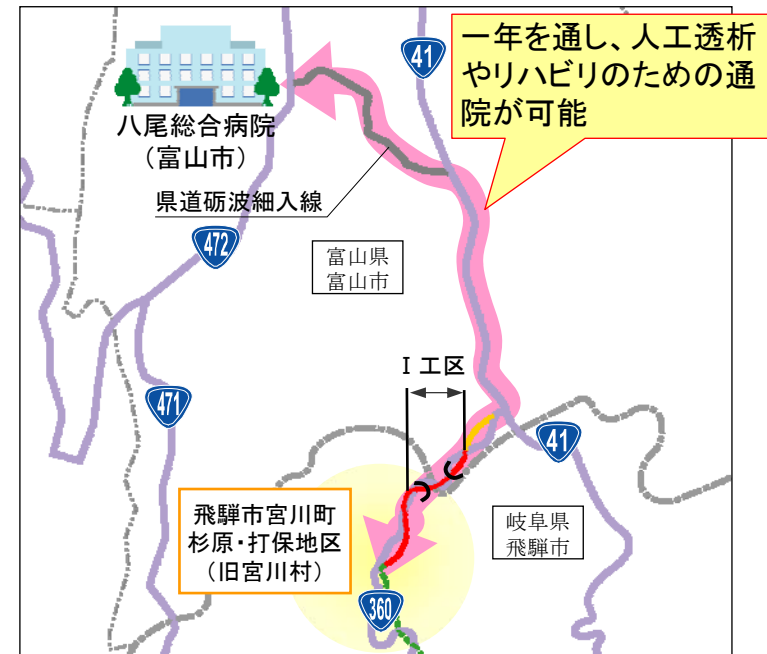 41
一年を通し、人工透析
やリハビリのための通
院が可能
八尾総合病院
（富山市）
県道砺波細入線
472
富山県
富山市
Ⅰ 工区
471
41
飛騨市宮川町
杉原・打保地区
（旧宮川村）
岐阜県
飛騨市
360